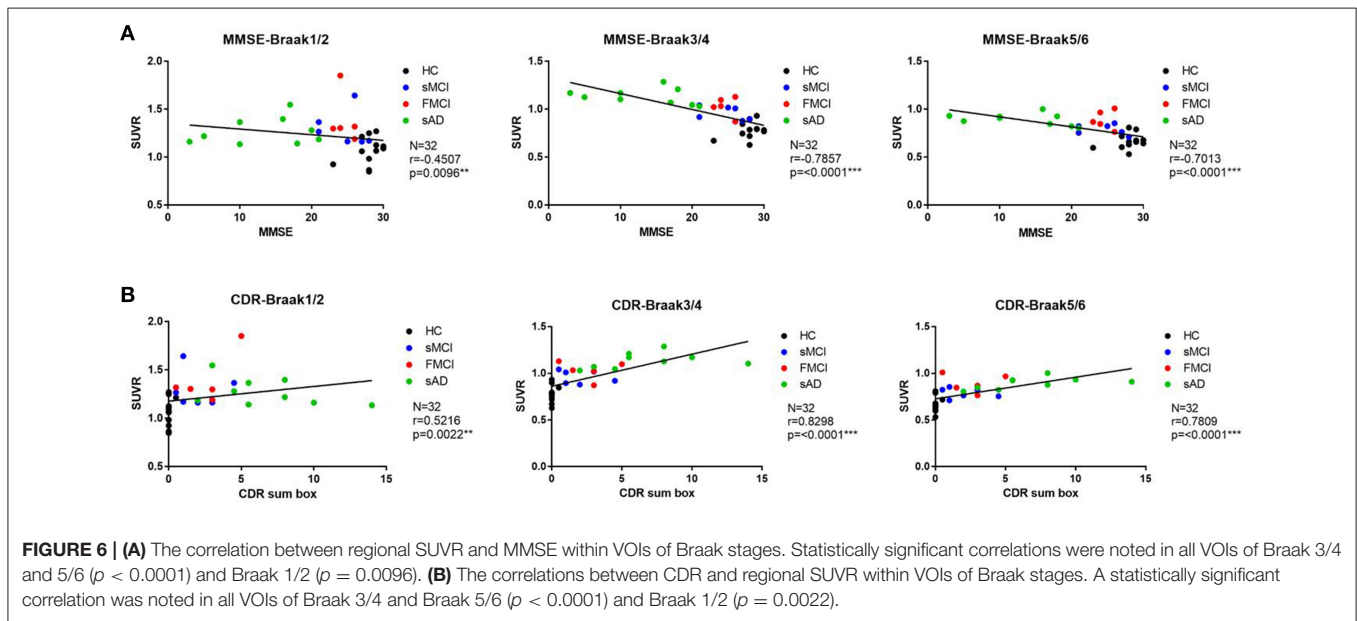 A
MMSE-Braak1/2
2.0
1.5
1.0
0.5
SUVR
0
10
20
30
MMSE
HC
sMCI
FMCI
sAD
N=32
r=-0.4507
p=0.0096**
MMSE-Braak3/4
1.5
1.0
0.5
0.0
SUVR
0
10
20
30
MMSE
HC
sMCI
FMCI
sAD
N=32
r=-0.7857
p=<0.0001***
MMSE-Braak5/6
1.5
1.0
0.5
0.0
SUVR
0
10
20
30
MMSE
HC
sMCI
FMCI
sAD
N=32
r=-0.7013
p=<0.0001***
B
CDR-Braak1/2
2.0
1.5
1.0
0.5
SUVR
0
5
10
15
CDR sum box
HC
sMCI
FMCI
sAD
N=32
r=0.5216
p=0.0022**
CDR-Braak3/4
1.5
1.0
0.5
0.0
SUVR
0
5
10
15
CDR sum box
HC
sMCI
FMCI
sAD
N=32
r=0.8298
p=<0.0001***
CDR-Braak5/6
1.5
1.0
0.5
0.0
SUVR
0
5
10
15
CDR sum box
HC
sMCI
FMCI
sAD
N=32
r=0.7809
p=<0.0001***
FIGURE 6 | (A) The correlation between regional SUVR and MMSE within VOIs of Braak stages. Statistically significant correlations were noted in all VOIs of Braak 3/4
and 5/6 (p < 0.0001) and Braak 1/2 (p = 0.0096). (B) The correlations between CDR and regional SUVR within VOIs of Braak stages. A statistically significant
correlation was noted in all VOIs of Braak 3/4 and Braak 5/6 (p < 0.0001) and Braak 1/2 (p = 0.0022).